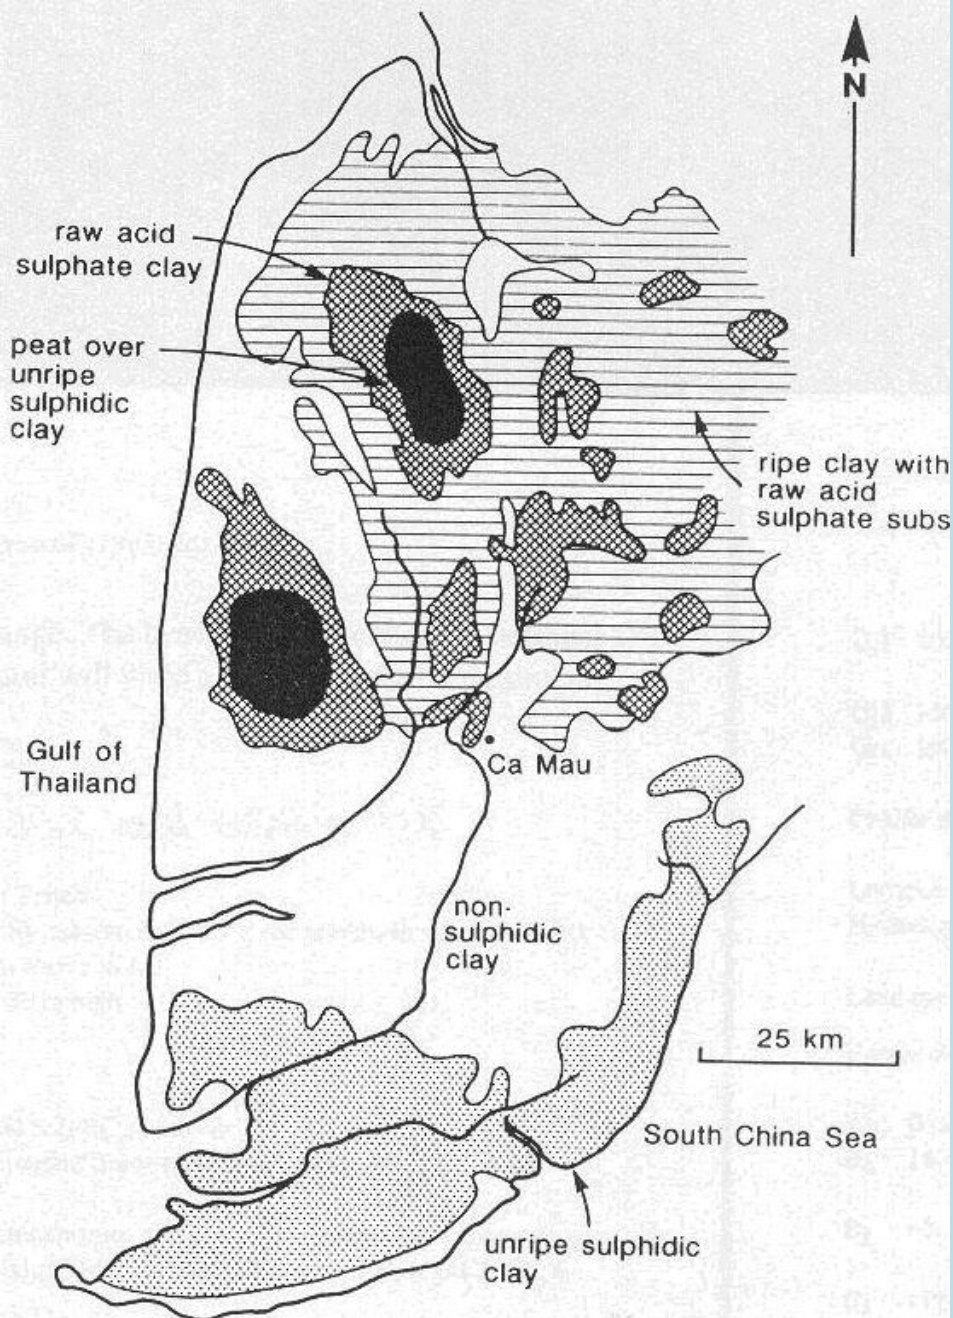 N
raw acid
sulphate clay
peat over
unripe
sulphidic
clay
ripe clay with
raw acid
sulphate subs
Gulf of
Thailand
Ca Mau
non-
sulphidic
clay
25 km
South China Sea
unripe sulphidic
clay